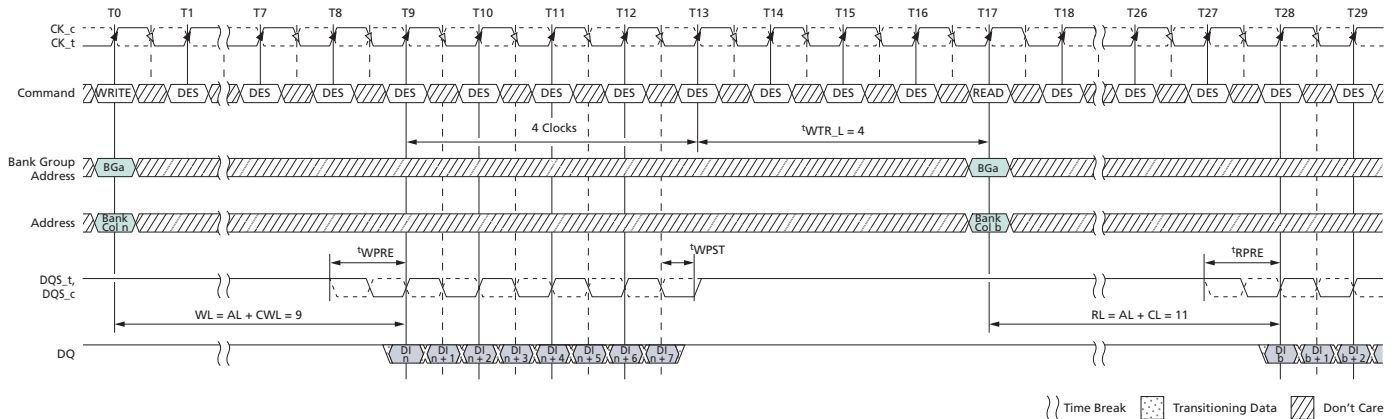 T0 T1 T7 T8 T9 T10 T11 T12 T13 T14 T15 T16 T17 T18 T26 T27 T28 T29
CK_c
CK_t
Command WRITE DES DES DES DES DES DES DES DES DES DES DES READ DES DES DES DES DES
4 Clocks tWTR_L = 4
Bank Group
Address
BGa BGa
Address
Bank
Col n
Bank
Col b
tWPRE tWPST tRPRE
DQS_t,
DQS_c
WL = AL + CWL = 9 RL = AL + CL = 11
DQ
DI
n
DI
n + 1
DI
n + 2
DI
n + 3
DI
n + 4
DI
n + 5
DI
n + 6
DI
n + 7
DI
b
DI
b + 1
DI
b + 2
Time Break Transitioning Data Don't Care